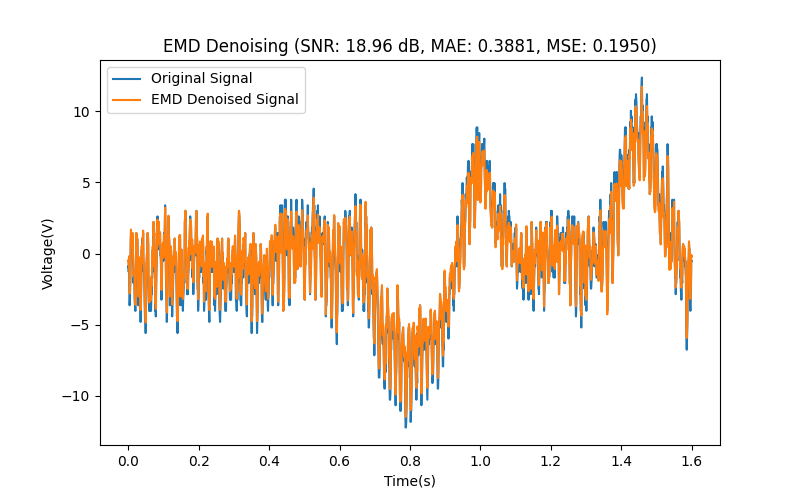 EMD Denoising (SNR: 18.96 dB, MAE: 0.3881, MSE: 0.1950)
Original Signal
EMD Denoised Signal
10
5
0
−5
−10
Voltage(V)
0.0 0.2 0.4 0.6 0.8 1.0 1.2 1.4 1.6
Time(s)